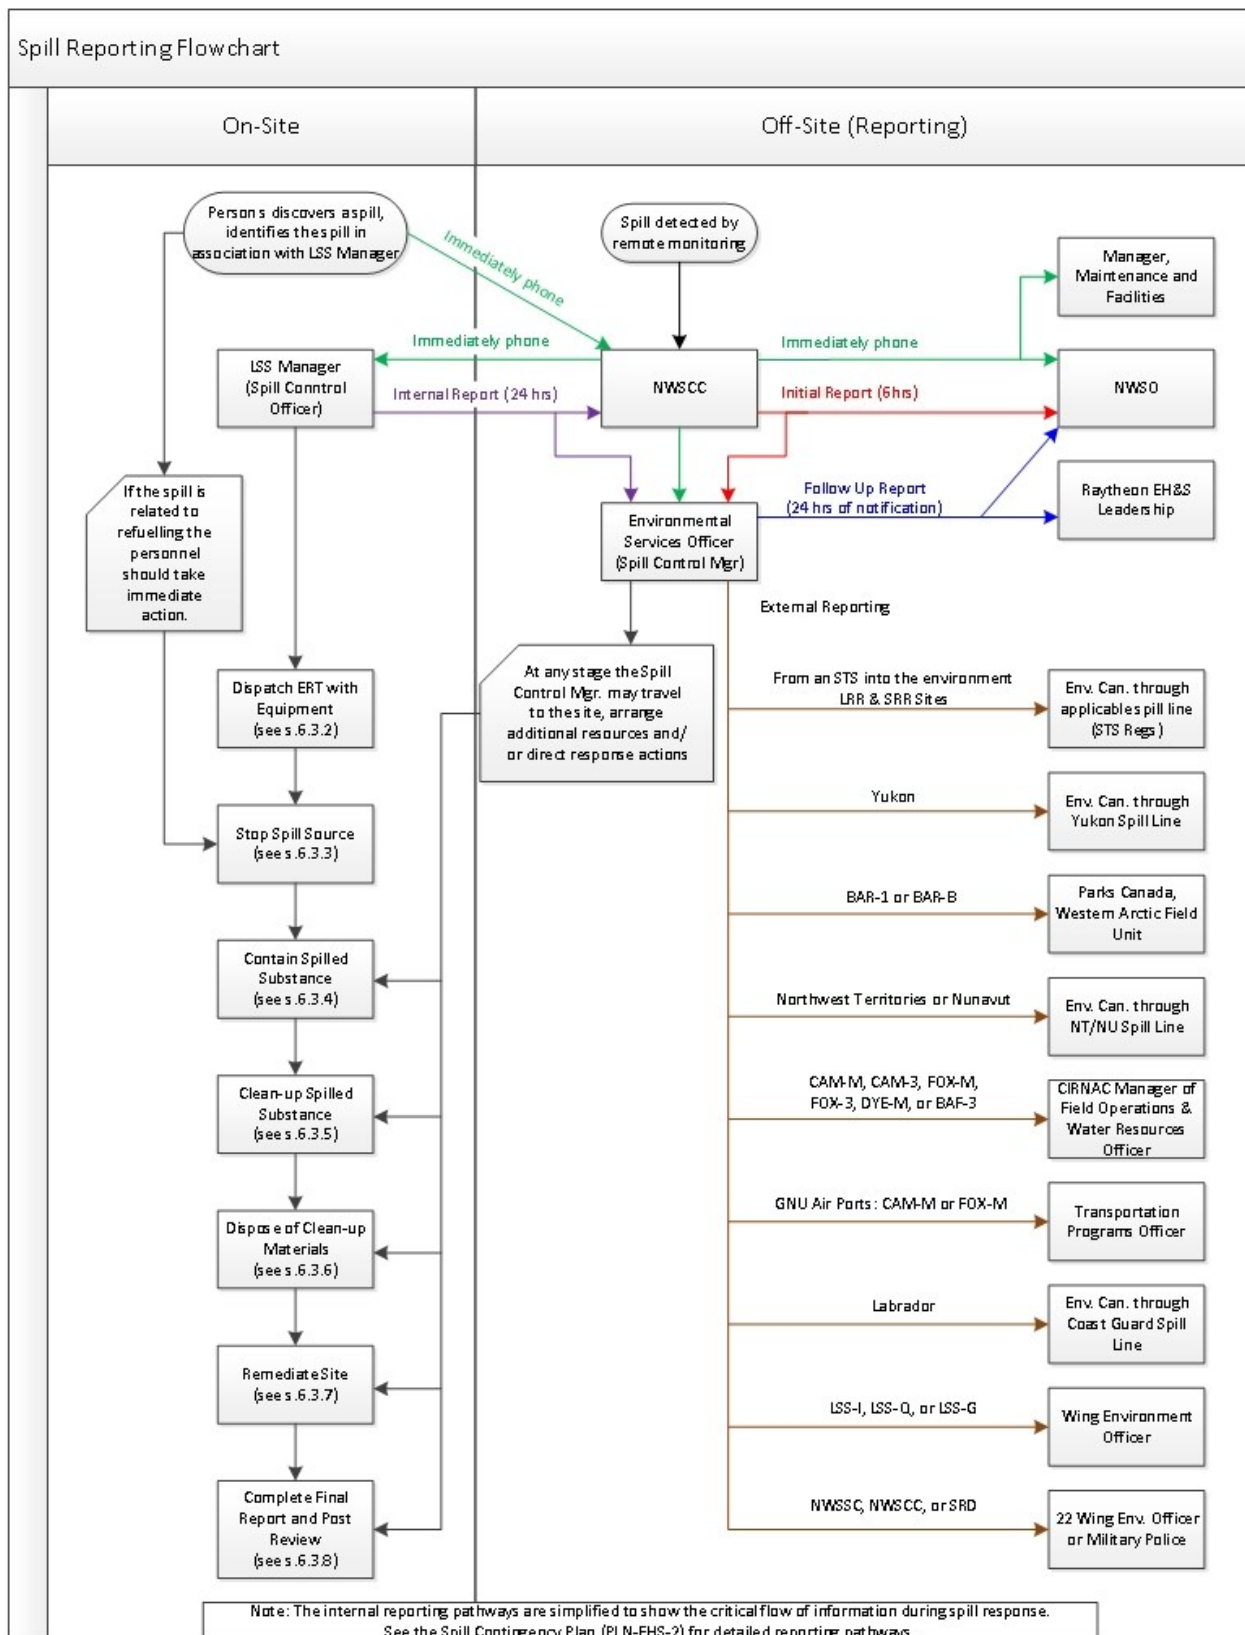 Spill Reporting Flowchart
On-Site
Off-Site (Reporting)
Persons discovers a spill,
identifies the spill in
association with LSS Manager
Immediately phone
Spill detected by
remote monitoring
Manager,
Maintenance and
Facilities
LSS Manager
(Spill Conntrol
Officer)
Immediately phone
Internal Report (24 hrs)
NWSCC
Immediately phone
Initial Report (6hrs)
NWSO
If the spill is
related to
refuelling the
personnel
should take
immediate
action.
Environmental
Services Officer
(Spill Control Mgr)
Follow Up Report
(24 hrs of notification)
Raytheon EH&S
Leadership
External Reporting
At any stage the Spill
Control Mgr. may travel
to the site, arrange
additional resources and/
or direct response actions
Dispatch ERT with
Equipment
(see s.6.3.2)
Stop Spill Source
(see s.6.3.3)
Contain Spilled
Substance
(see s.6.3.4)
Clean-up Spilled
Substance
(see s.6.3.5)
Dispose of Clean-up
Materials
(see s.6.3.6)
Remediate Site
(see s.6.3.7)
Complete Final
Report and Post
Review
(see s.6.3.8)
From an STS into the environment
LRR & SRR Sites
Env. Can. through
applicables spill line
(STS Regs)
Yukon
Env. Can. through
Yukon Spill Line
BAR-1 or BAR-B
Parks Canada,
Western Arctic Field
Unit
Northwest Territories or Nunavut
Env. Can. through
NT/NU Spill Line
CAM-M, CAM-3, FOX-M,
FOX-3, DYE-M, or BAF-3
CIRNAC Manager of
Field Operations &
Water Resources
Officer
GNU Air Ports: CAM-M or FOX-M
Transportation
Programs Officer
Labrador
Env. Can. through
Coast Guard Spill
Line
LSS-I, LSS-Q, or LSS-G
Wing Environment
Officer
NWSSC, NWSCC, or SRD
22 Wing Env. Officer
or Military Police
Note: The internal reporting pathways are simplified to show the critical flow of information during spill response.
See the Spill Contingency Plan (PLN-EHS-2) for detailed reporting pathways